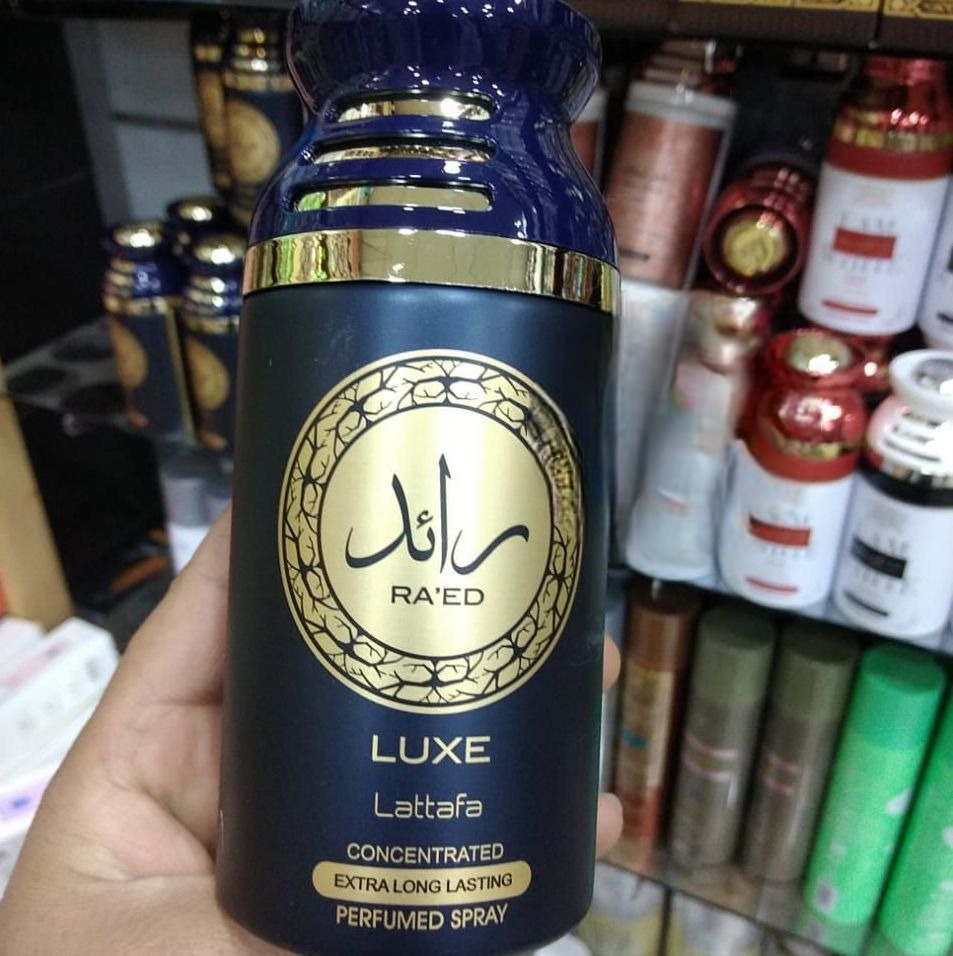 رائد
RA'ED
LUXE
Lattafa
CONCENTRATED
EXTRA LONG LASTING
PERFUMED SPRAY